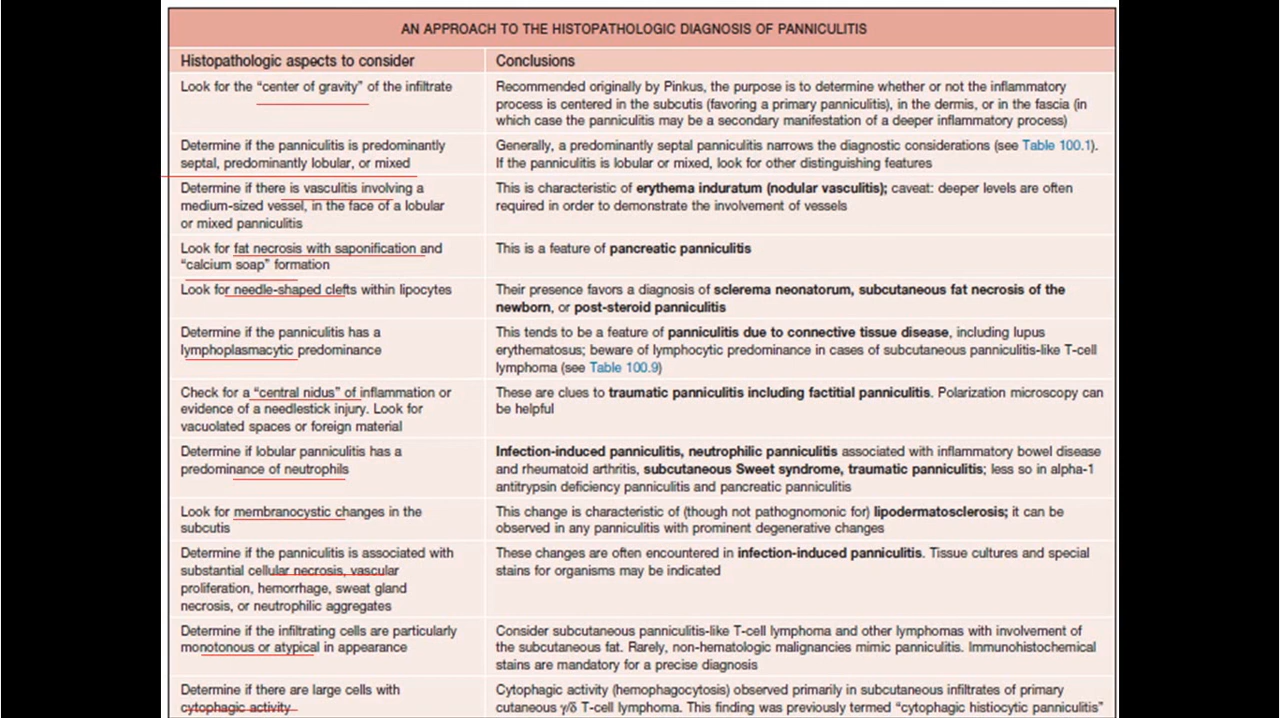 AN APPROACH TO THE HISTOPATHOLOGIC DIAGNOSIS OF PANNICULITIS
Histopathologic aspects to consider
Conclusions
Look for the “center of gravity” of the infiltrate
Recommended originally by Pinkus, the purpose is to determine whether or not the inflammatory
process is centered in the subcutis (favoring a primary panniculitis), in the dermis, or in the fascia (in
which case the panniculitis may be a secondary manifestation of a deeper inflammatory process)
Determine if the panniculitis is predominantly
septal, predominantly lobular, or mixed
Generally, a predominantly septal panniculitis narrows the diagnostic considerations (see Table 100.1).
If the panniculitis is lobular or mixed, look for other distinguishing features
Determine if there is vasculitis involving a
medium-sized vessel, in the face of a lobular
or mixed panniculitis
This is characteristic of erythema induratum (nodular vasculitis); caveat: deeper levels are often
required in order to demonstrate the involvement of vessels
Look for fat necrosis with saponification and
“calcium soap” formation
This is a feature of pancreatic panniculitis
Look for needle-shaped clefts within lipocytes
Their presence favors a diagnosis of sclerema neonatorum, subcutaneous fat necrosis of the
newborn, or post-steroid panniculitis
Determine if the panniculitis has a
lymphoplasmacytic predominance
This tends to be a feature of panniculitis due to connective tissue disease, including lupus
erythematosus; beware of lymphocytic predominance in cases of subcutaneous panniculitis-like T-cell
lymphoma (see Table 100.9)
Check for a “central nidus” of inflammation or
evidence of a needlestick injury. Look for
vacuolated spaces or foreign material
These are clues to traumatic panniculitis including factitial panniculitis. Polarization microscopy can
be helpful
Determine if lobular panniculitis has a
predominance of neutrophils
Infection-induced panniculitis, neutrophilic panniculitis associated with inflammatory bowel disease
and rheumatoid arthritis, subcutaneous Sweet syndrome, traumatic panniculitis; less so in alpha-1
antitrypsin deficiency panniculitis and pancreatic panniculitis
Look for membranocystic changes in the
subcutis
This change is characteristic of (though not pathognomonic for) lipodermatosclerosis; it can be
observed in any panniculitis with prominent degenerative changes
Determine if the panniculitis is associated with
substantial cellular necrosis, vascular
proliferation, hemorrhage, sweat gland
necrosis, or neutrophilic aggregates
These changes are often encountered in infection-induced panniculitis. Tissue cultures and special
stains for organisms may be indicated
Determine if the infiltrating cells are particularly
monotonous or atypical in appearance
Consider subcutaneous panniculitis-like T-cell lymphoma and other lymphomas with involvement of
the subcutaneous fat. Rarely, non-hematologic malignancies mimic panniculitis. Immunohistochemical
stains are mandatory for a precise diagnosis
Determine if there are large cells with
cytophagic activity
Cytophagic activity (hemophagocytosis) observed primarily in subcutaneous infiltrates of primary
cutaneous γ/δ T-cell lymphoma. This finding was previously termed “cytophagic histiocytic panniculitis”